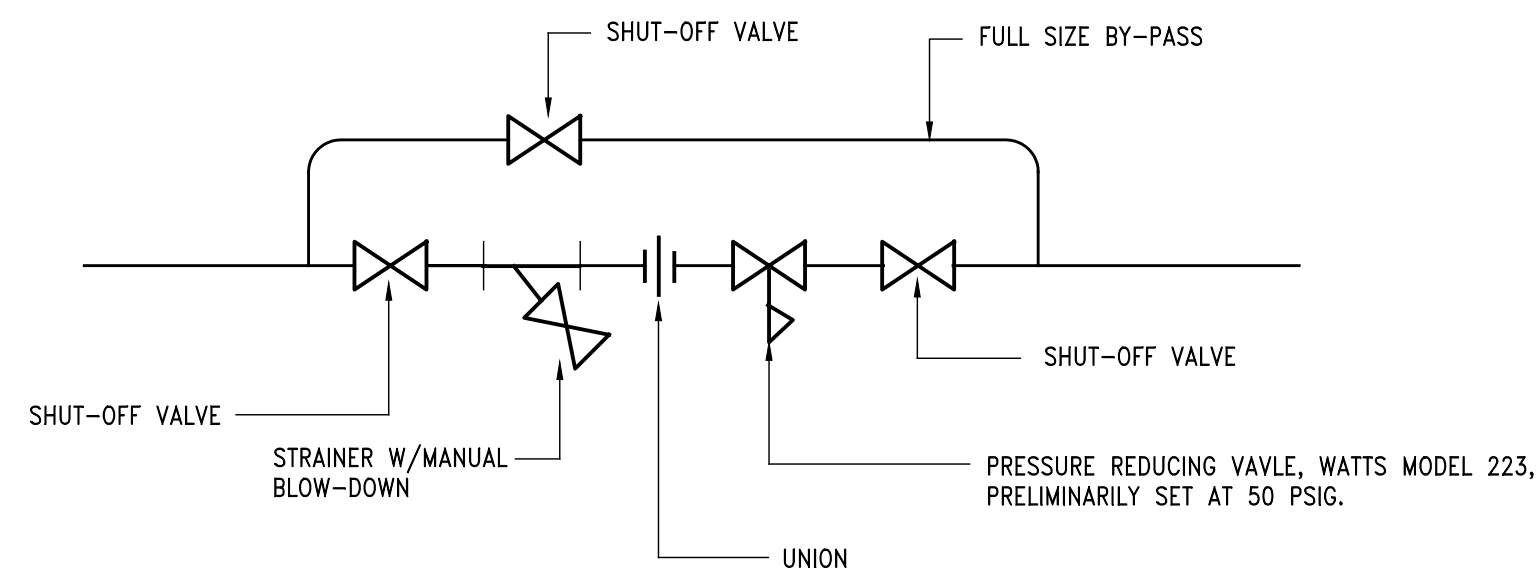 SHUT-OFF VALVE
FULL SIZE BY-PASS
SHUT-OFF VALVE
SHUT-OFF VALVE
STRAINER W/MANUAL
BLOW-DOWN
PRESSURE REDUCING VAVLE, WATTS MODEL 223,
PRELIMINARILY SET AT 50 PSIG.
UNION